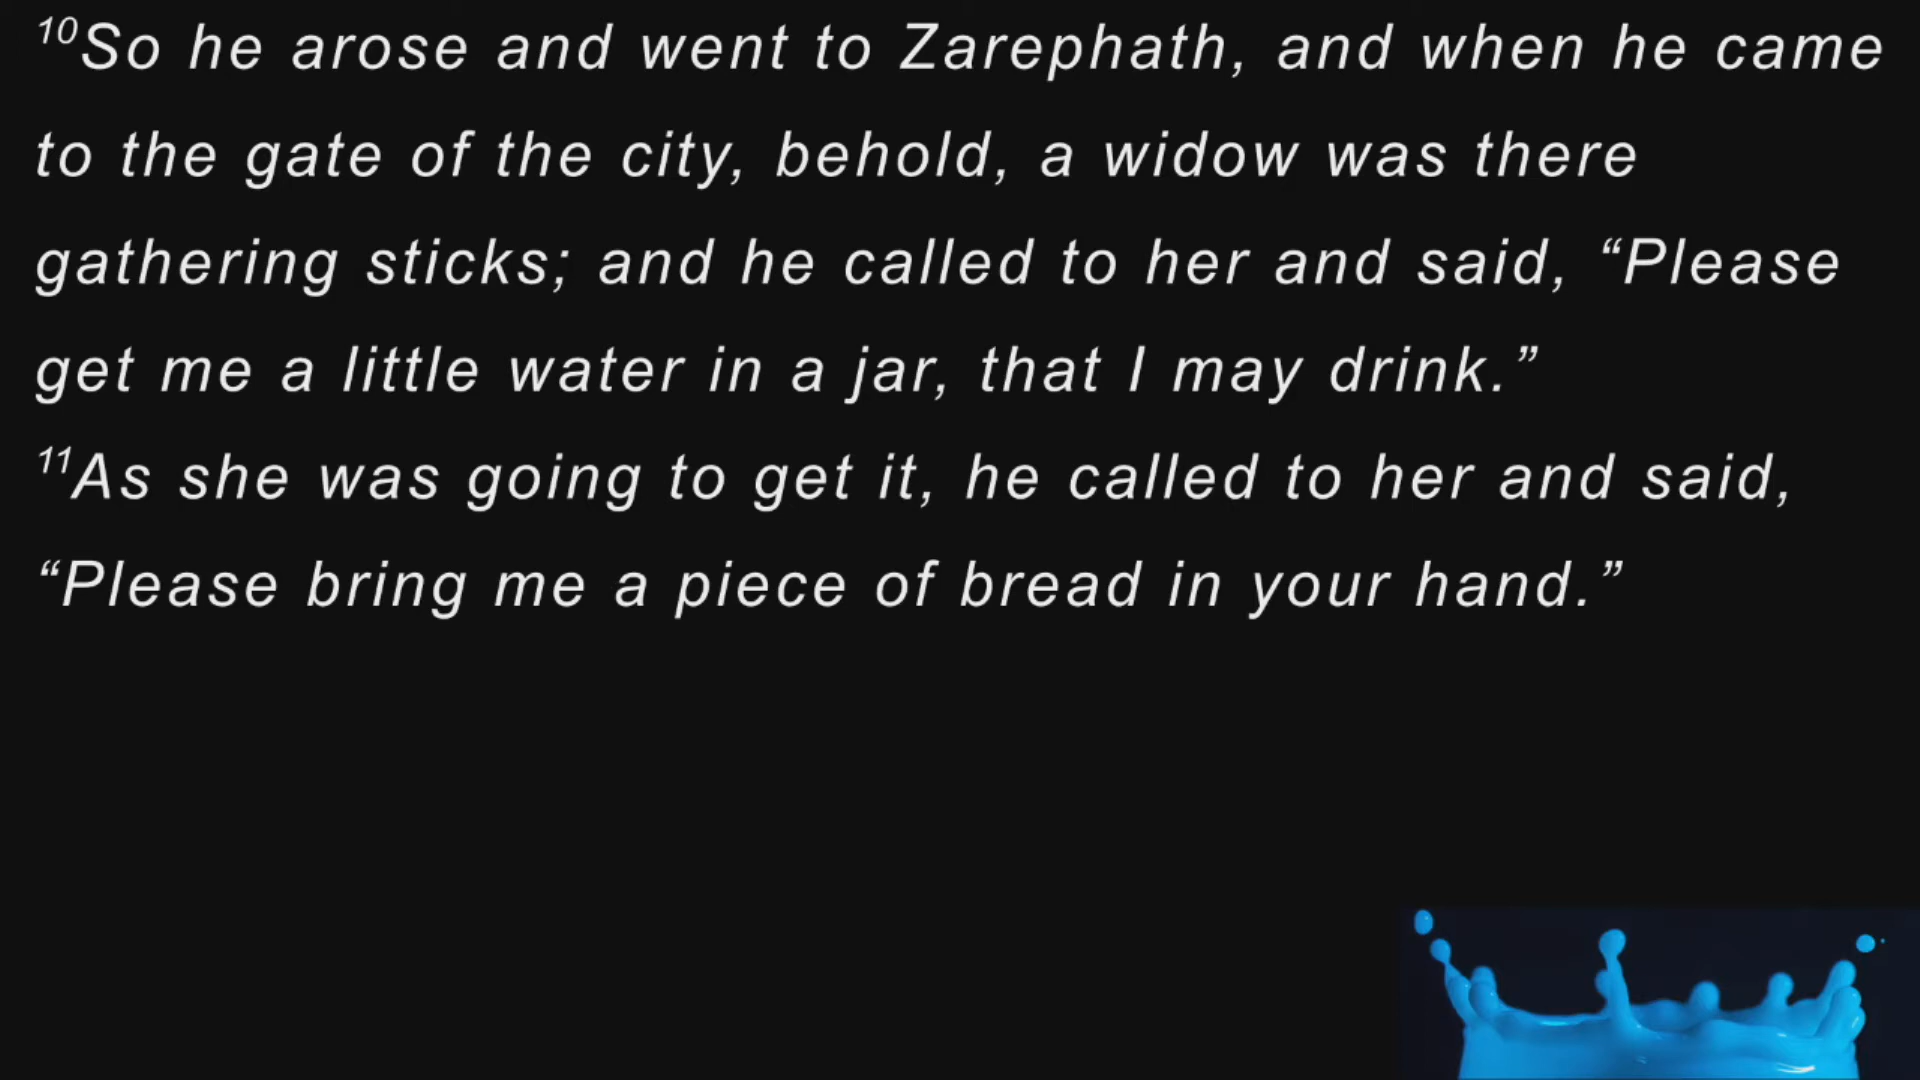 10So he arose and went to Zarephath, and when he came
to the gate of the city, behold, a widow was there
gathering sticks; and he called to her and said, “Please
get me a little water in a jar, that I may drink.”
11As she was going to get it, he called to her and said,
“Please bring me a piece of bread in your hand.”